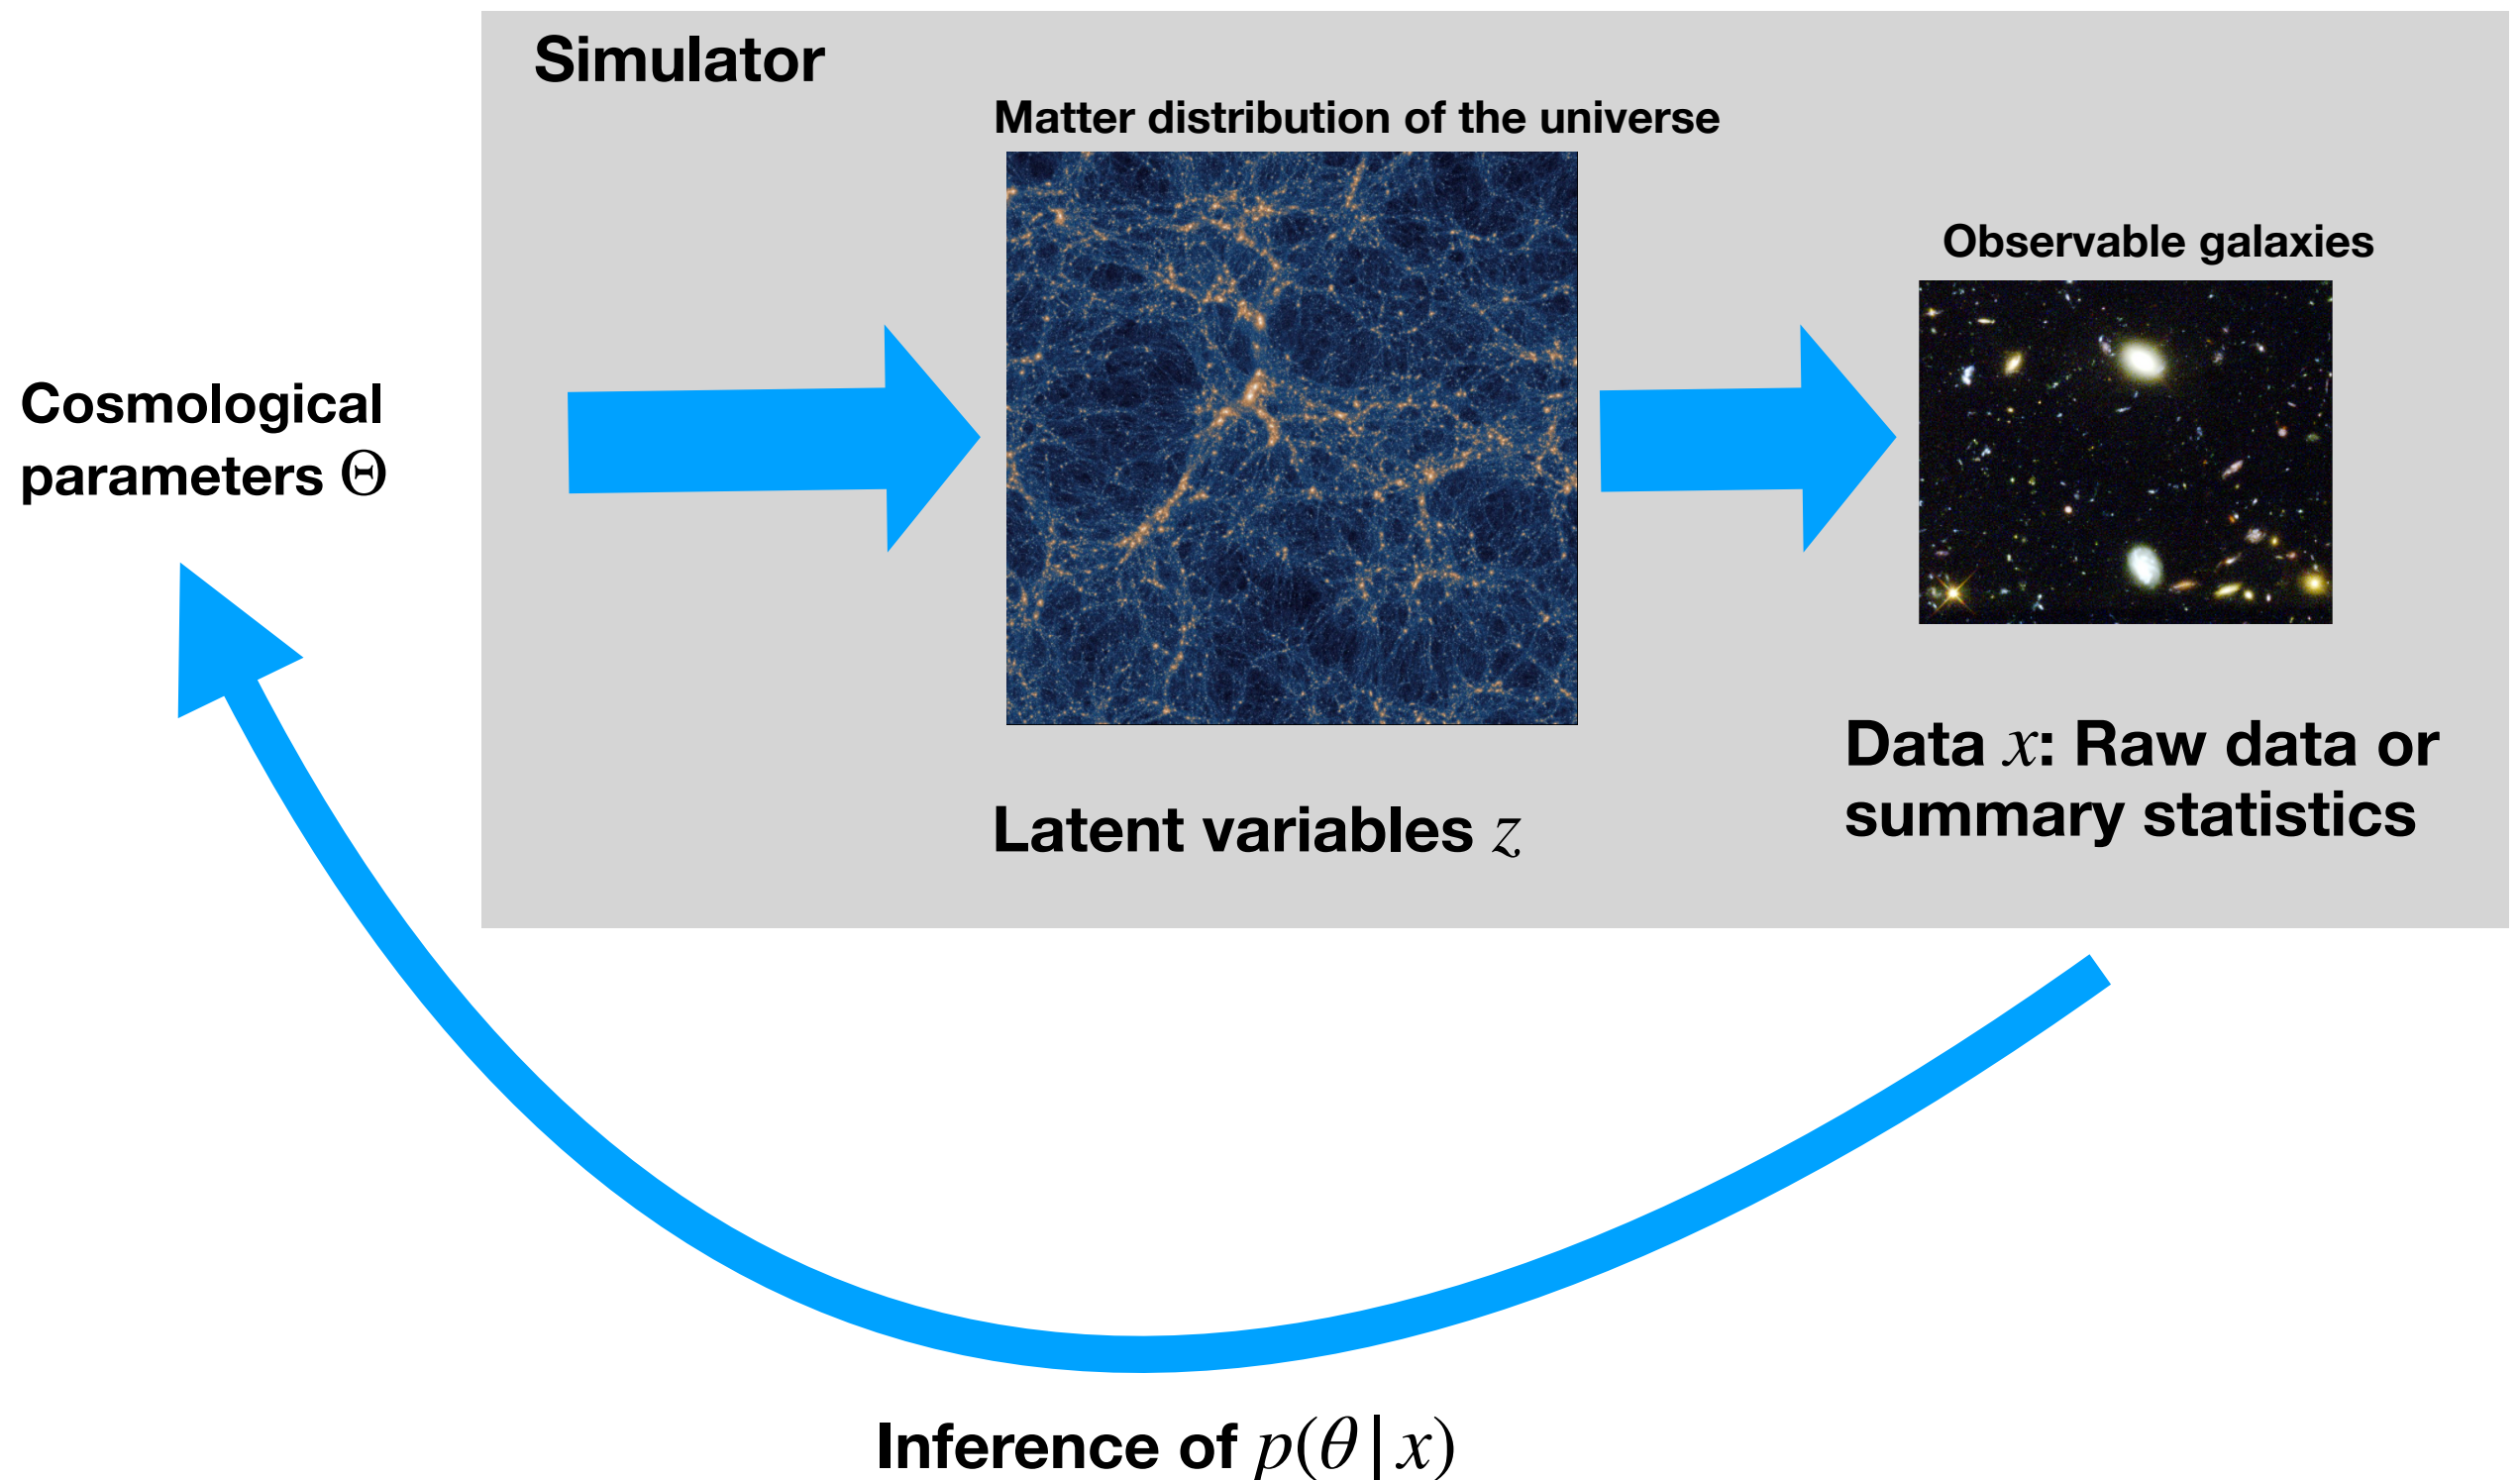 Simulator
Matter distribution of the universe
Observable galaxies
Cosmological
parameters Θ
Data x: Raw data or
summary statistics
Latent variables z
Inference of p(θ | x)